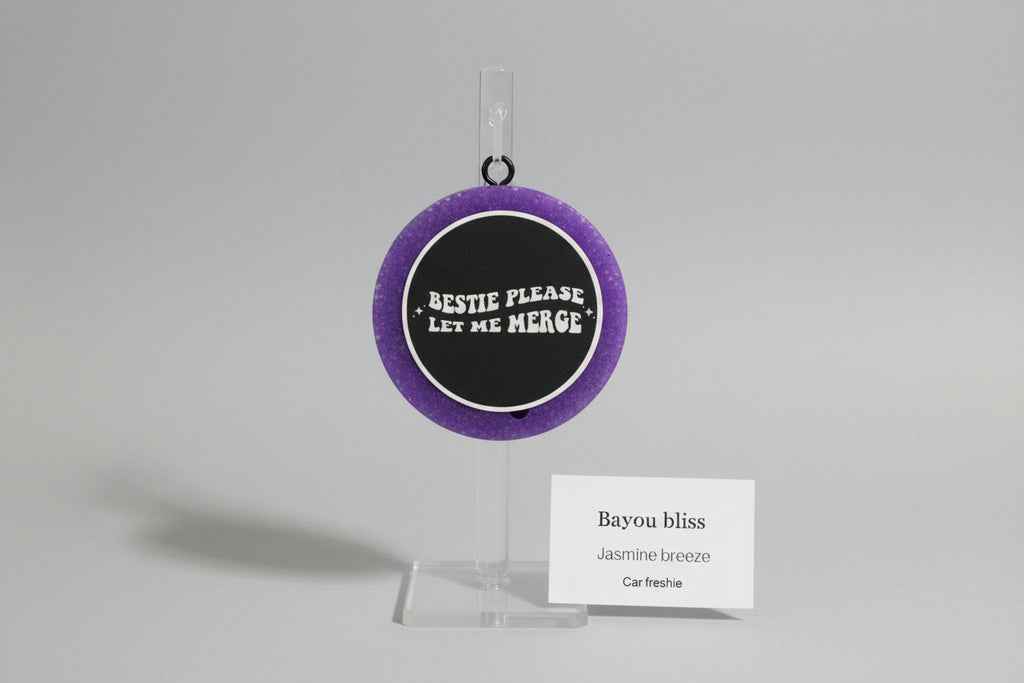 BESTIE PLEASE
LET ME MERGE
Bayou bliss
Jasmine breeze
Car freshie